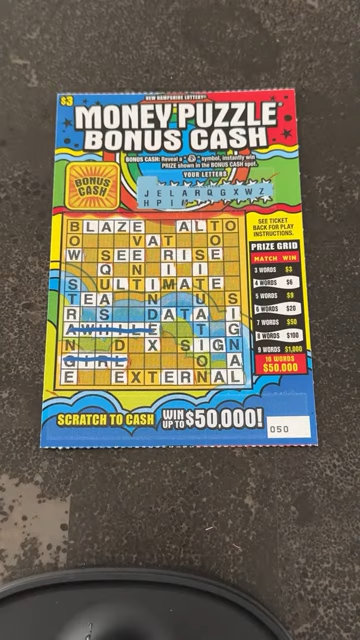 $3
NEW HAMPSHIRE LOTTERY
MONEY PUZZLE
BONUS CASH
BONUS CASH: Reveal a symbol, instantly win
PRIZE shown in the BONUS CASH spot.
YOUR LETTERS
BONUS
CASH
J E L A R Q G X W Z
H P I
BLAZE ALTO
VAT
SEE RISE
ULTIMATE
TEA
DATA
AWHILE
SIGN
GIRL
EXTERNAL
SEE TICKET
BACK FOR PLAY
INSTRUCTIONS.
PRIZE GRID
MATCH WIN
3 WORDS $3
4 WORDS $6
5 WORDS $9
6 WORDS $20
7 WORDS $50
8 WORDS $100
9 WORDS $1,000
10 WORDS
$50,000
SCRATCH TO CASH
WIN
UP TO $50,000!
050